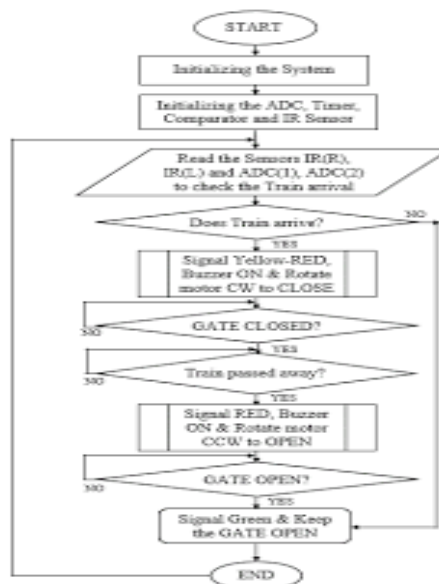 START
Initializing the System
Initializing the ADC, Timer,
Comparator and IR Sensor
Read the Sensors IR(R),
IR(L) and ADC(1), ADC(2)
to check the Train arrival
Does Train arrive?
NO
YES
Signal Yellow-RED,
Buzzer ON & Rotate
motor CW to CLOSE
GATE CLOSED?
NO
YES
Train passed away?
NO
YES
Signal RED, Buzzer
ON & Rotate motor
CCW to OPEN
GATE OPEN?
NO
YES
Signal Green & Keep
the GATE OPEN
END